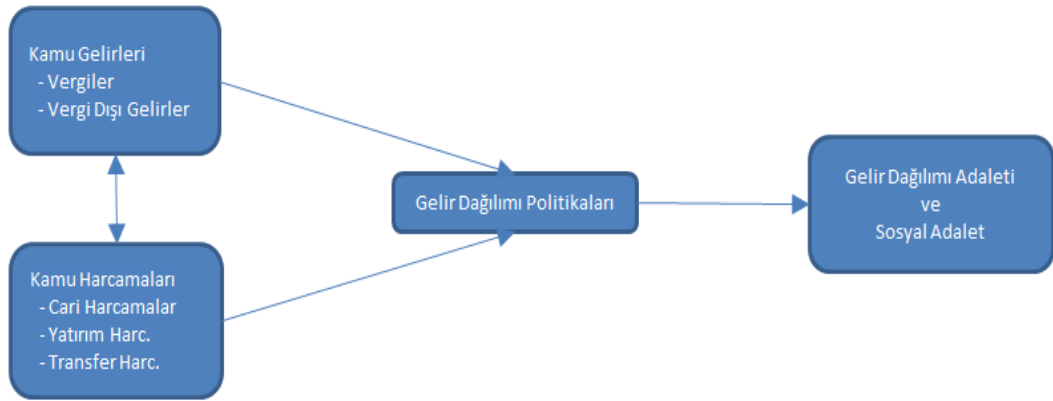 Kamu Gelirleri
- Vergiler
- Vergi Dışı Gelirler
Kamu Harcamaları
- Cari Harcamalar
- Yatırım Harc.
- Transfer Harc.
Gelir Dağılımı Politikaları
Gelir Dağılımı Adaleti
ve
Sosyal Adalet